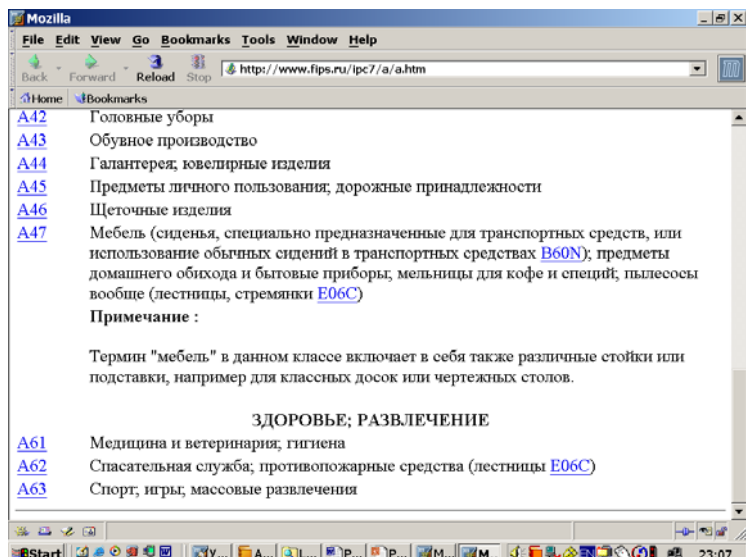 Mozilla
File Edit View Go Bookmarks Tools Window Help
Back Forward Reload Stop http://www.fips.ru/ipc7/a/a.htm
Home Bookmarks
A42 Головные уборы
A43 Обувное производство
A44 Галантерея; ювелирные изделия
A45 Предметы личного пользования; дорожные принадлежности
A46 Щеточные изделия
A47 Мебель (сиденья, специально предназначенные для транспортных средств, или
использование обычных сидений в транспортных средствах B60N); предметы
домашнего обихода и бытовые приборы; мельницы для кофе и специй; пылесосы
вообще (лестницы, стремянки E06C)
Примечание :
Термин "мебель" в данном классе включает в себя также различные стойки или
подставки, например для классных досок или чертежных столов.
ЗДОРОВЬЕ; РАЗВЛЕЧЕНИЕ
A61 Медицина и ветеринария; гигиена
A62 Спасательная служба; противопожарные средства (лестницы E06C)
A63 Спорт; игры; массовые развлечения
Start У... A... Q... P... P... M... M... EN 23:07